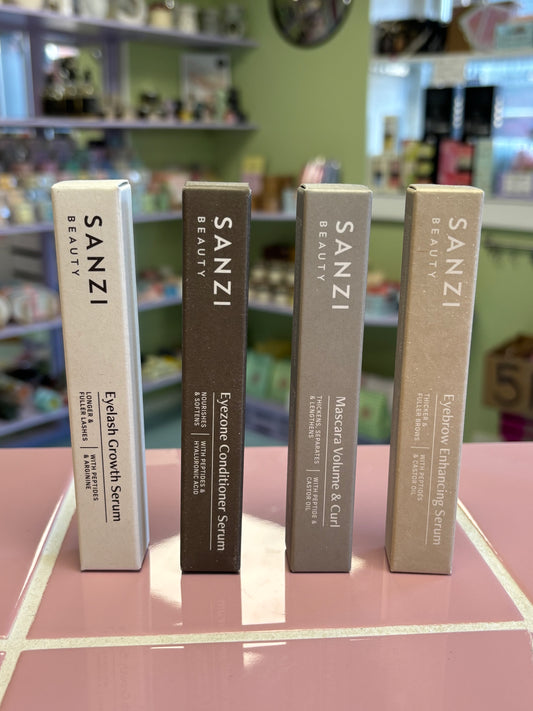 SANZI
BEAUTY
Eyelash Growth Serum
LONGER &
FULLER LASHES
WITH PEPTIDES
& ARGININE
SANZI
BEAUTY
Eyezone Conditioner Serum
NOURISHES
& SOFTENS
WITH PEPTIDES &
HYALURONIC ACID
SANZI
BEAUTY
Mascara Volume & Curl
THICKENS, SEPARATES
& LENGTHENS
WITH PEPTIDE &
CASTOR OIL
SANZI
BEAUTY
Eyebrow Enhancing Serum
THICKER &
FULLER BROWS
WITH PEPTIDES
& CASTOR OIL
5